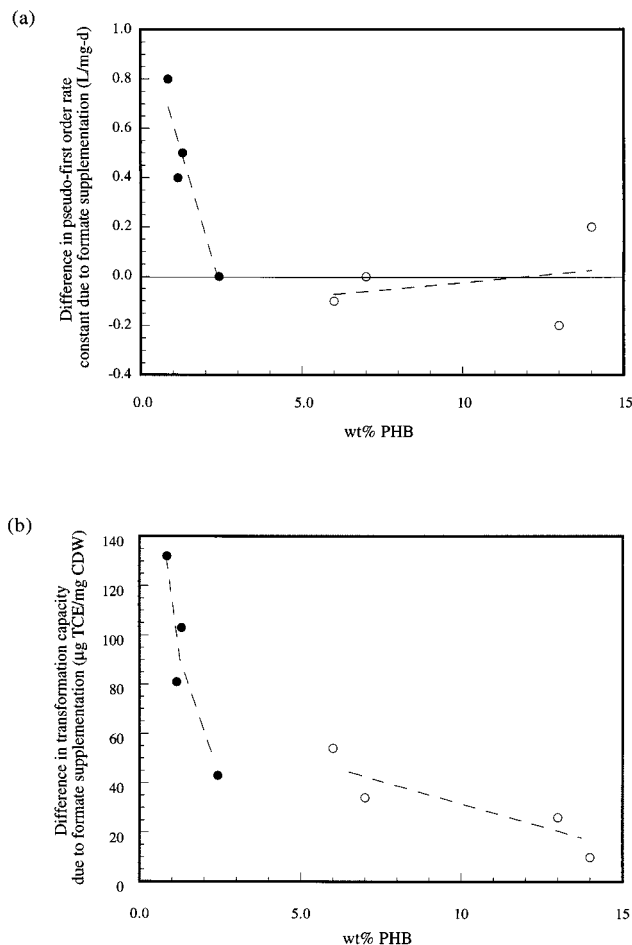 (a)
Difference in pseudo-first order rate
constant due to formate supplementation (L/mg-d)
1.0
0.8
0.6
0.4
0.2
0.0
-0.2
-0.4
0.0 5.0 10 15
wt% PHB
(b)
Difference in transformation capacity
due to formate supplementation (µg TCE/mg CDW)
140
120
100
80
60
40
20
0
0.0 5.0 10 15
wt% PHB